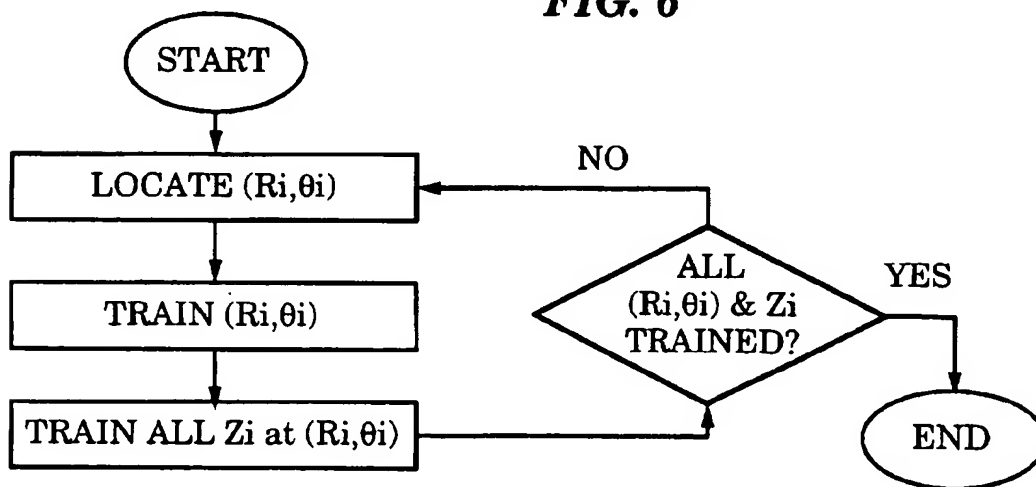 FIG. 6
START
LOCATE (Ri,θi)
TRAIN (Ri,θi)
TRAIN ALL Zi at (Ri,θi)
NO
ALL
(Ri,θi) & Zi
TRAINED?
YES
END